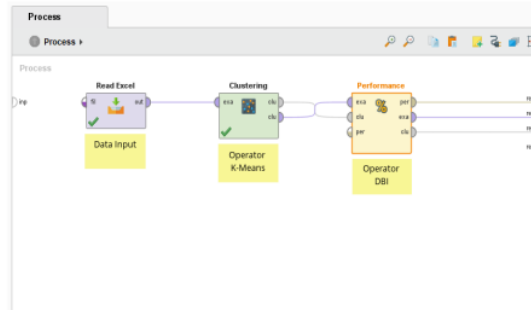 Process
Process
Process
inp
Read Excel
fil
out
Data Input
Clustering
exa
clu
clu
Operator
K-Means
Performance
exa
per
clu
exa
per
clu
Operator
DBI